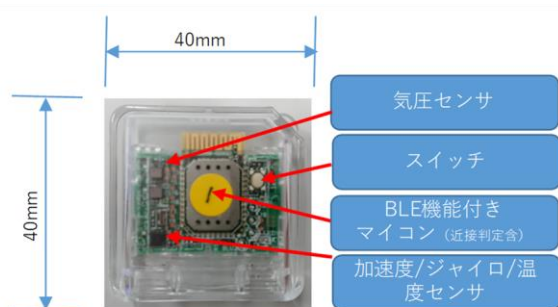 40mm
40mm
気圧センサ
スイッチ
BLE機能付き
マイコン（近接判定含）
加速度/ジャイロ/温
度センサ